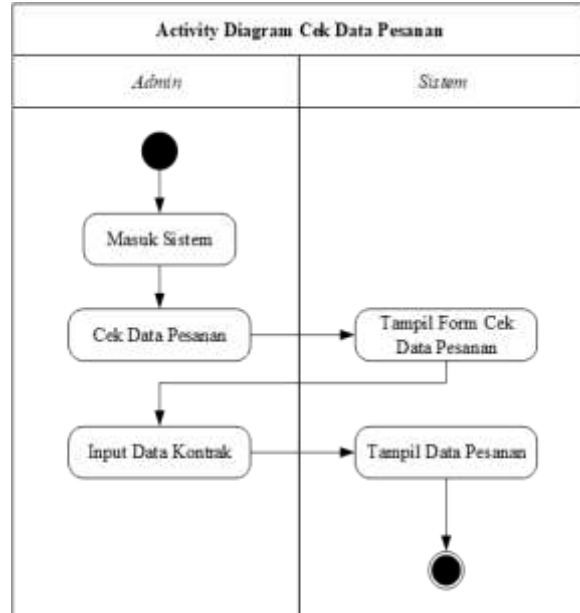 Activity Diagram Cek Data Pesanan
Admin
Sistem
Masuk Sistem
Cek Data Pesanan
Tampil Form Cek
Data Pesanan
Input Data Kontrak
Tampil Data Pesanan